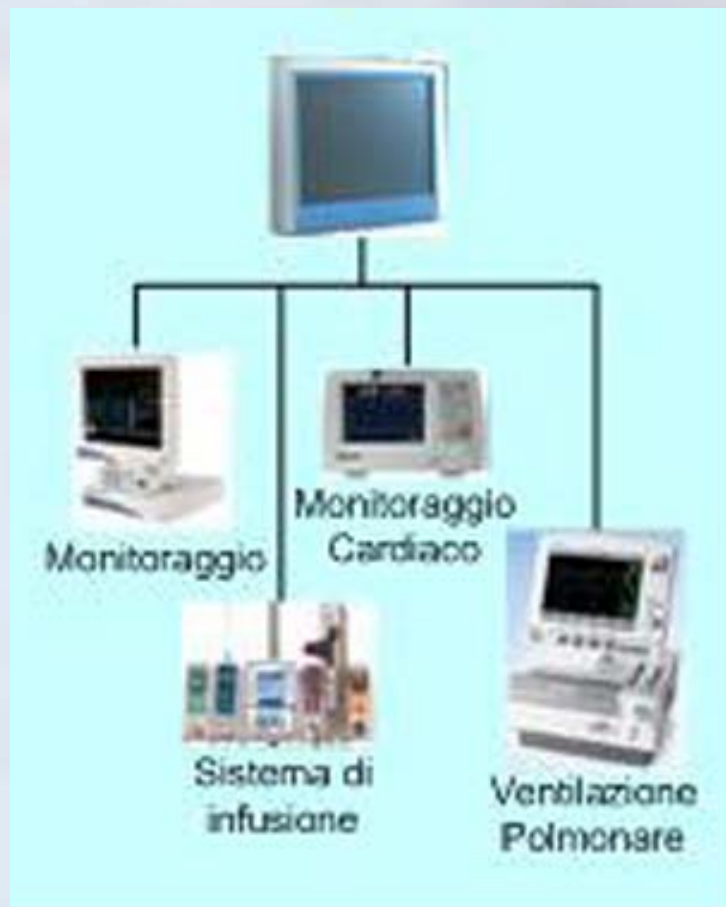 Monitoraggio
Monitoraggio
Cardiaco
Sistema di
infusione
Ventilazione
Polmonare